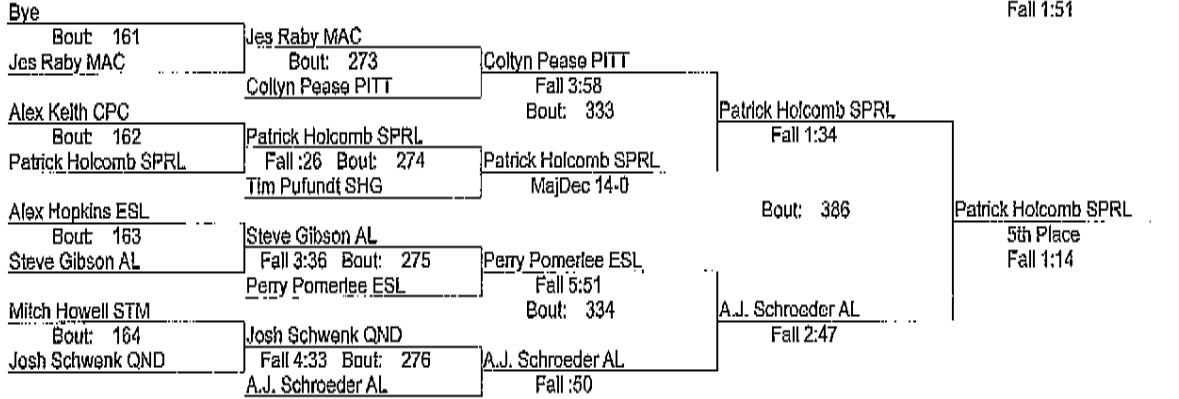 Bye
Fall 1:51
Bout: 161
Jes Raby MAC
Jes Raby MAC
Bout: 273
Coltyn Pease PITT
Coltyn Pease PITT
Fall 3:58
Alex Keith CPC
Bout: 333
Patrick Holcomb SPRL
Bout: 162
Patrick Holcomb SPRL
Fall 1:34
Patrick Holcomb SPRL
Fall :26 Bout: 274
Patrick Holcomb SPRL
Tim Pufundt SHG
MajDec 14-0
Alex Hopkins ESL
Bout: 386
Patrick Holcomb SPRL
Bout: 163
Steve Gibson AL
5th Place
Steve Gibson AL
Fall 3:36 Bout: 275
Perry Pomerlee ESL
Fall 1:14
Perry Pomerlee ESL
Fall 5:51
Mitch Howell STM
Bout: 334
A.J. Schroeder AL
Bout: 164
Josh Schwenk QND
Fall 2:47
Josh Schwenk QND
Fall 4:33 Bout: 276
A.J. Schroeder AL
A.J. Schroeder AL
Fall :50